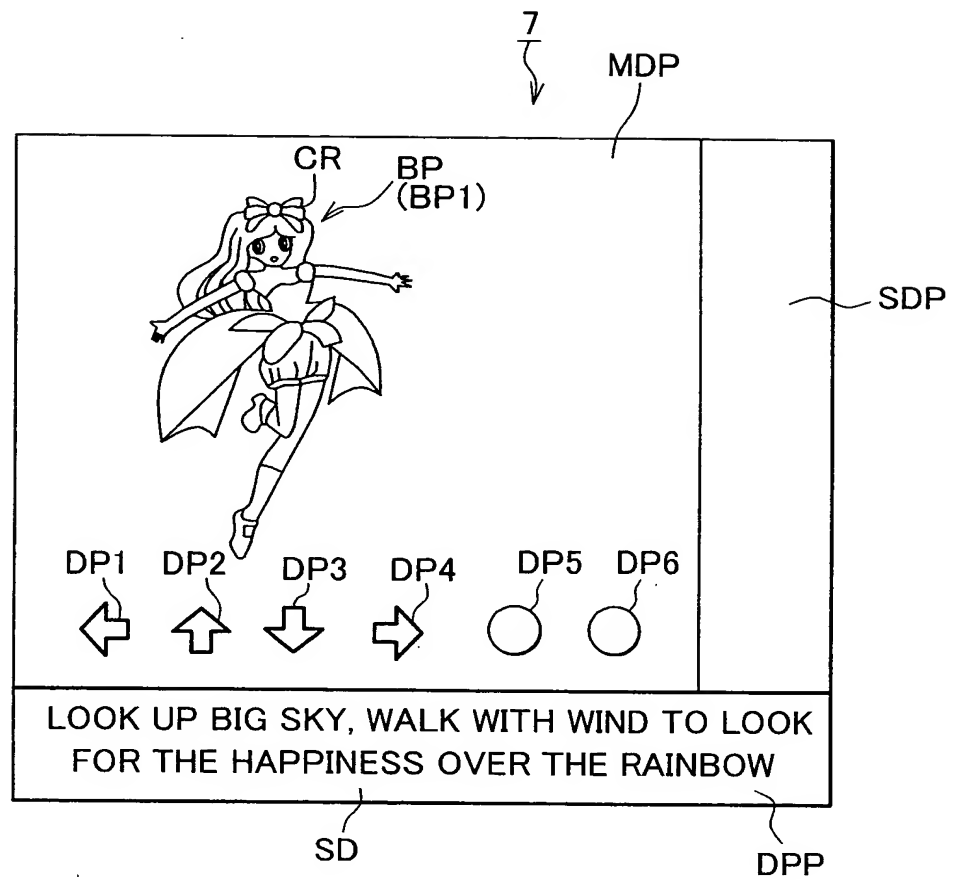 7
MDP
CR
BP
(BP1)
SDP
DP1 DP2 DP3 DP4 DP5 DP6
LOOK UP BIG SKY, WALK WITH WIND TO LOOK
FOR THE HAPPINESS OVER THE RAINBOW
SD
DPP